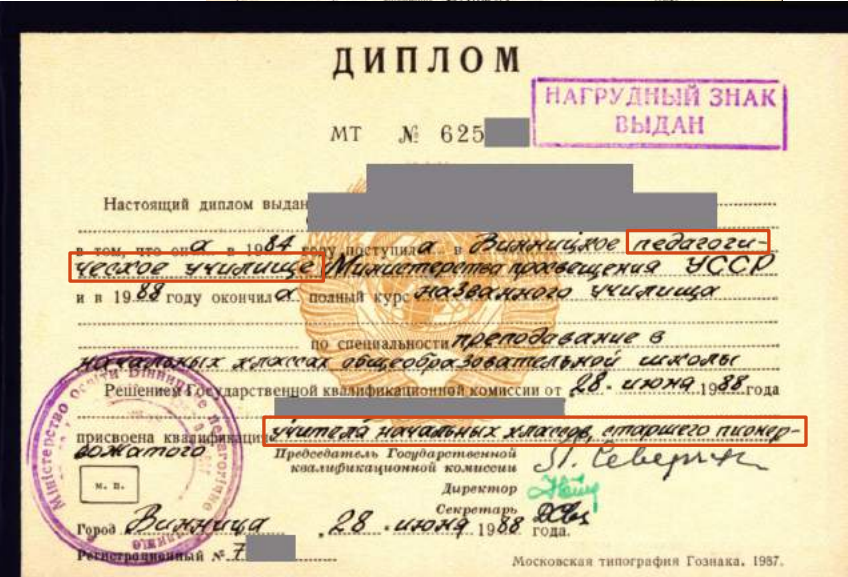 ДИПЛОМ
НАГРУДНЫЙ ЗНАК
ВЫДАН
МТ № 625
Настоящий диплом выдан
в том, что он а в 1984 году поступил а в Винницкое педагоги-
ческое училище Министерства просвещения УССР
и в 1988 году окончил а полный курс названного училища
по специальности преподавание в
начальных классах общеобразовательной школы
Решением Государственной квалификационной комиссии от 28 июня 1988 года
присвоена квалификация учителя начальных классов, старшего пионер-
вожатого
Председатель Государственной
квалификационной комиссии
Директор
Секретарь
м. п.
Город Винница 28 июня 1988 года.
Регистрационный № 7
Московская типография Гознака. 1987.